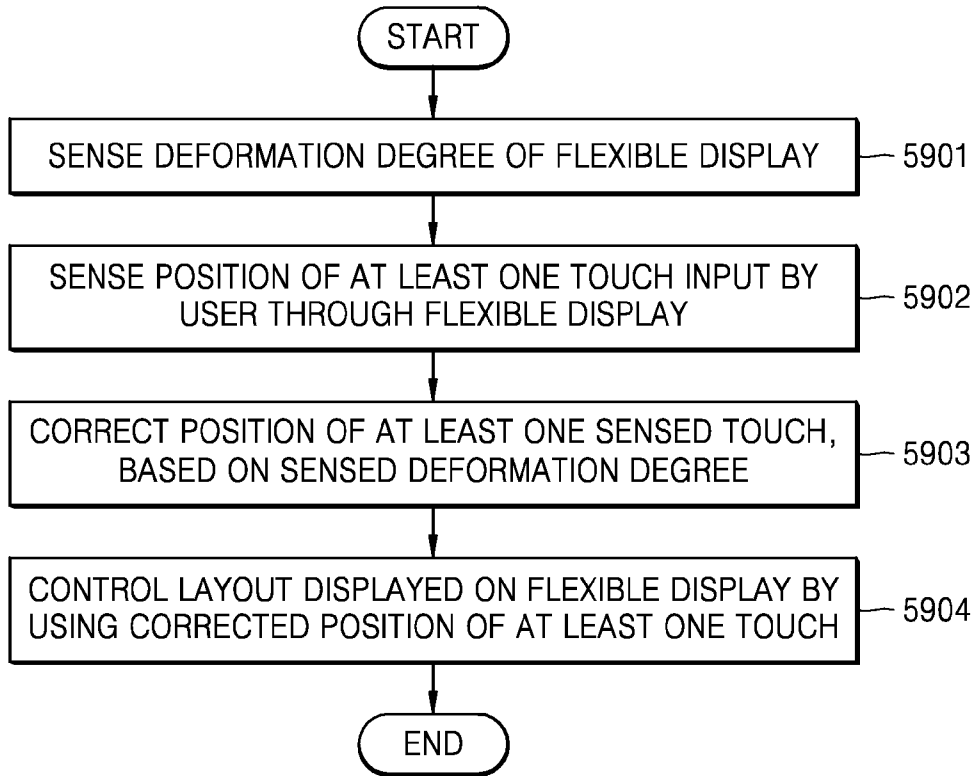 START
SENSE DEFORMATION DEGREE OF FLEXIBLE DISPLAY
5901
SENSE POSITION OF AT LEAST ONE TOUCH INPUT BY
USER THROUGH FLEXIBLE DISPLAY
5902
CORRECT POSITION OF AT LEAST ONE SENSED TOUCH,
BASED ON SENSED DEFORMATION DEGREE
5903
CONTROL LAYOUT DISPLAYED ON FLEXIBLE DISPLAY BY
USING CORRECTED POSITION OF AT LEAST ONE TOUCH
5904
END